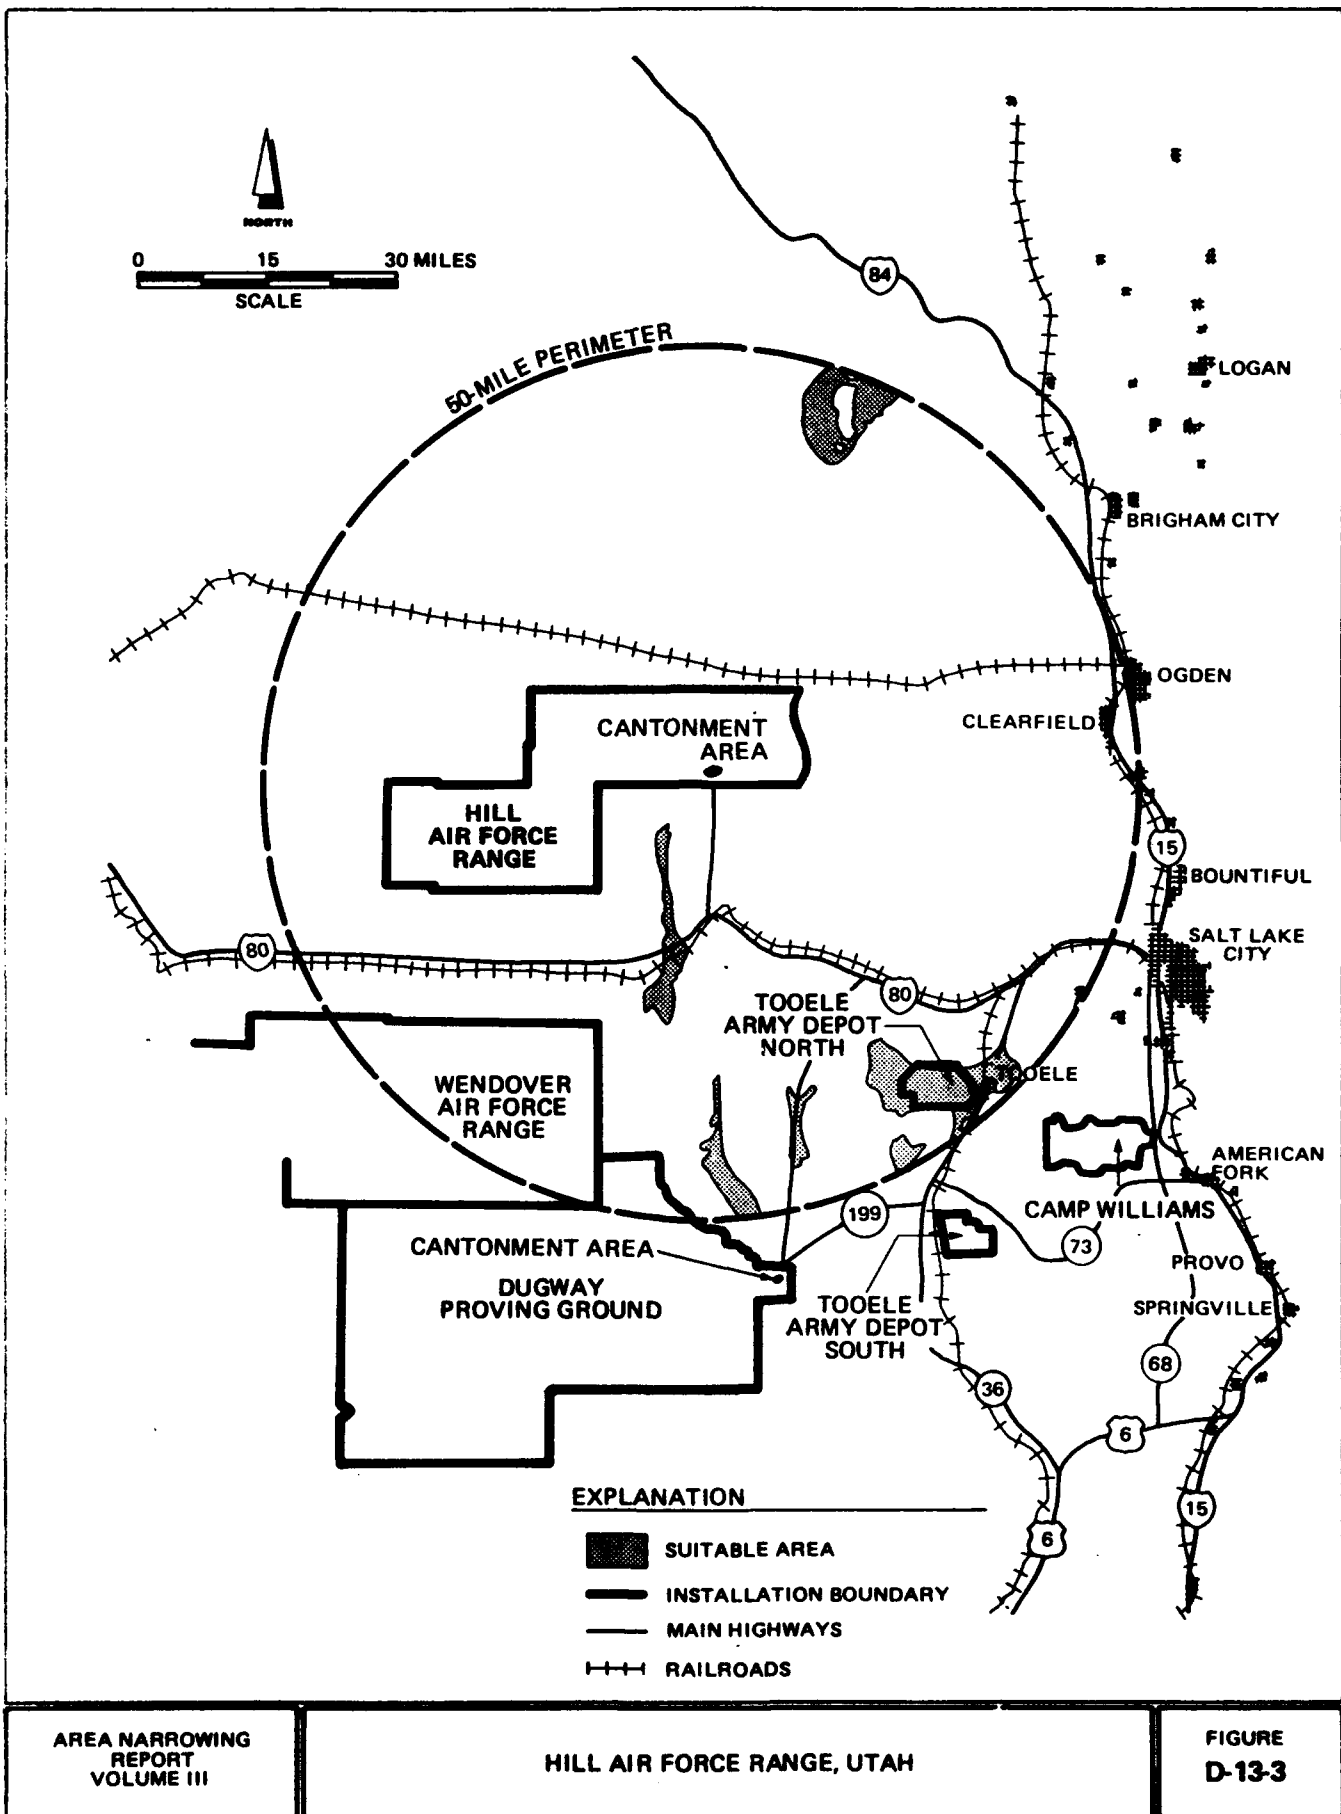 NORTH
0 15 30 MILES
SCALE
84
50-MILE PERIMETER
LOGAN
BRIGHAM CITY
OGDEN
CLEARFIELD
CANTONMENT
AREA
HILL
AIR FORCE
RANGE
15
BOUNTIFUL
SALT LAKE
CITY
80
80
TOOELE
ARMY DEPOT
NORTH
TOOELE
WENDOVER
AIR FORCE
RANGE
AMERICAN
FORK
CAMP WILLIAMS
199
73
CANTONMENT AREA
DUGWAY
PROVING GROUND
PROVO
SPRINGVILLE
TOOELE
ARMY DEPOT
SOUTH
68
36
6
15
6
EXPLANATION
SUITABLE AREA
INSTALLATION BOUNDARY
MAIN HIGHWAYS
RAILROADS
AREA NARROWING
REPORT
VOLUME III
HILL AIR FORCE RANGE, UTAH
FIGURE
D-13-3